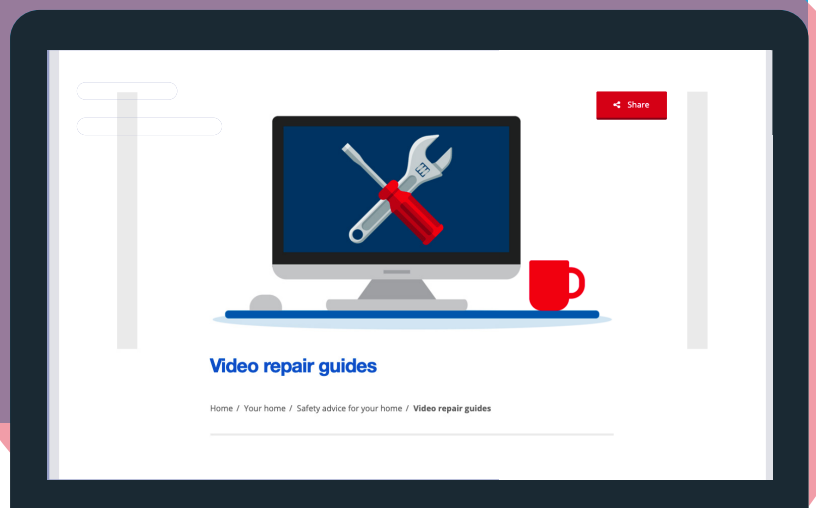 Share
Video repair guides
Home / Your home / Safety advice for your home / Video repair guides